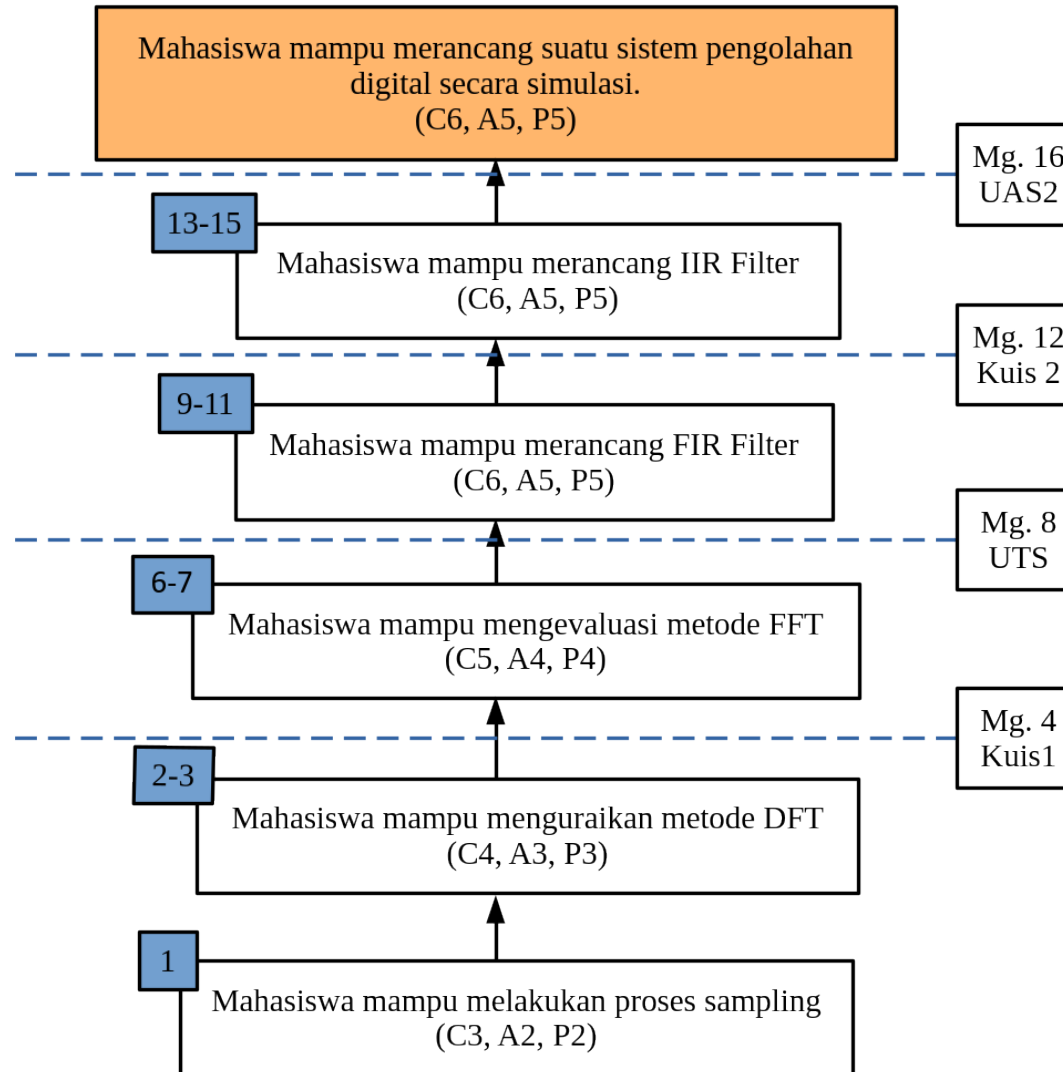 Mahasiswa mampu merancang suatu sistem pengolahan
digital secara simulasi.
(C6, A5, P5)
Mg. 16
UAS2
13-15
Mahasiswa mampu merancang IIR Filter
(C6, A5, P5)
Mg. 12
Kuis 2
9-11
Mahasiswa mampu merancang FIR Filter
(C6, A5, P5)
Mg. 8
UTS
6-7
Mahasiswa mampu mengevaluasi metode FFT
(C5, A4, P4)
Mg. 4
Kuis1
2-3
Mahasiswa mampu menguraikan metode DFT
(C4, A3, P3)
1
Mahasiswa mampu melakukan proses sampling
(C3, A2, P2)